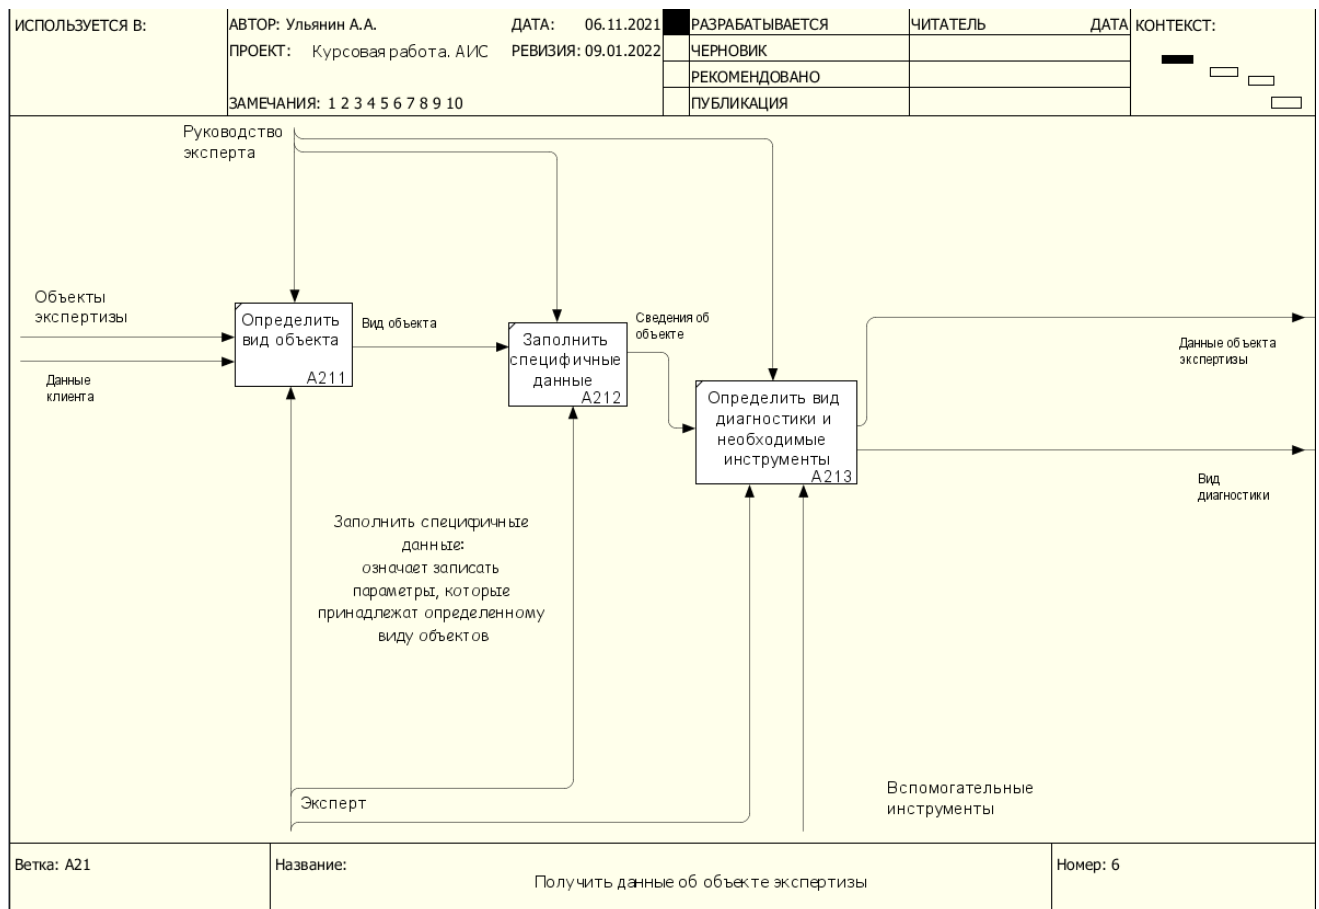 ИСПОЛЬЗУЕТСЯ В:
АВТОР: Ульянин А.А.
ДАТА: 06.11.2021
ПРОЕКТ: Курсовая работа. АИС
РЕВИЗИЯ: 09.01.2022
ЗАМЕЧАНИЯ: 1 2 3 4 5 6 7 8 9 10
РАЗРАБАТЫВАЕТСЯ
ЧЕРНОВИК
РЕКОМЕНДОВАНО
ПУБЛИКАЦИЯ
ЧИТАТЕЛЬ
ДАТА
КОНТЕКСТ:
Руководство
эксперта
Объекты
экспертизы
Данные
клиента
Определить
вид объекта
A211
Вид объекта
Заполнить
специфичные
данные
A212
Сведения об
объекте
Определить вид
диагностики и
необходимые
инструменты
A213
Данные объекта
экспертизы
Вид
диагностики
Заполнить специфичные
данные:
означает записать
параметры, которые
принадлежат определенному
виду объектов
Эксперт
Вспомогательные
инструменты
Ветка: A21
Название:
Получить данные об объекте экспертизы
Номер: 6